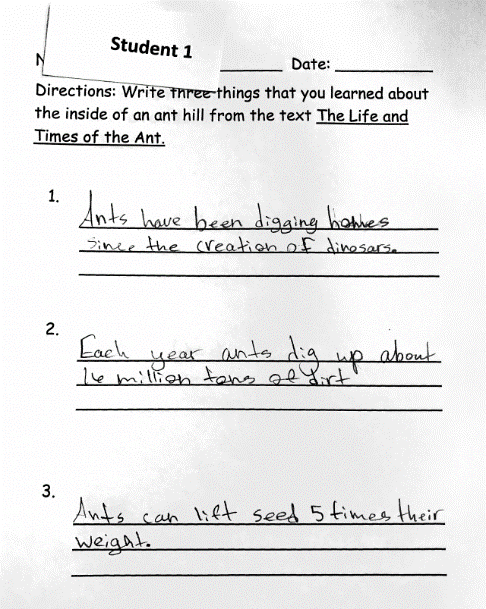 Student 1
N
Date:
Directions: Write three things that you learned about
the inside of an ant hill from the text The Life and
Times of the Ant.
1.
Ants have been digging homes
since the creation of dinosars.
2.
Each year ants dig up about
16 million tons of dirt
3.
Ants can lift seed 5 times their
weight.